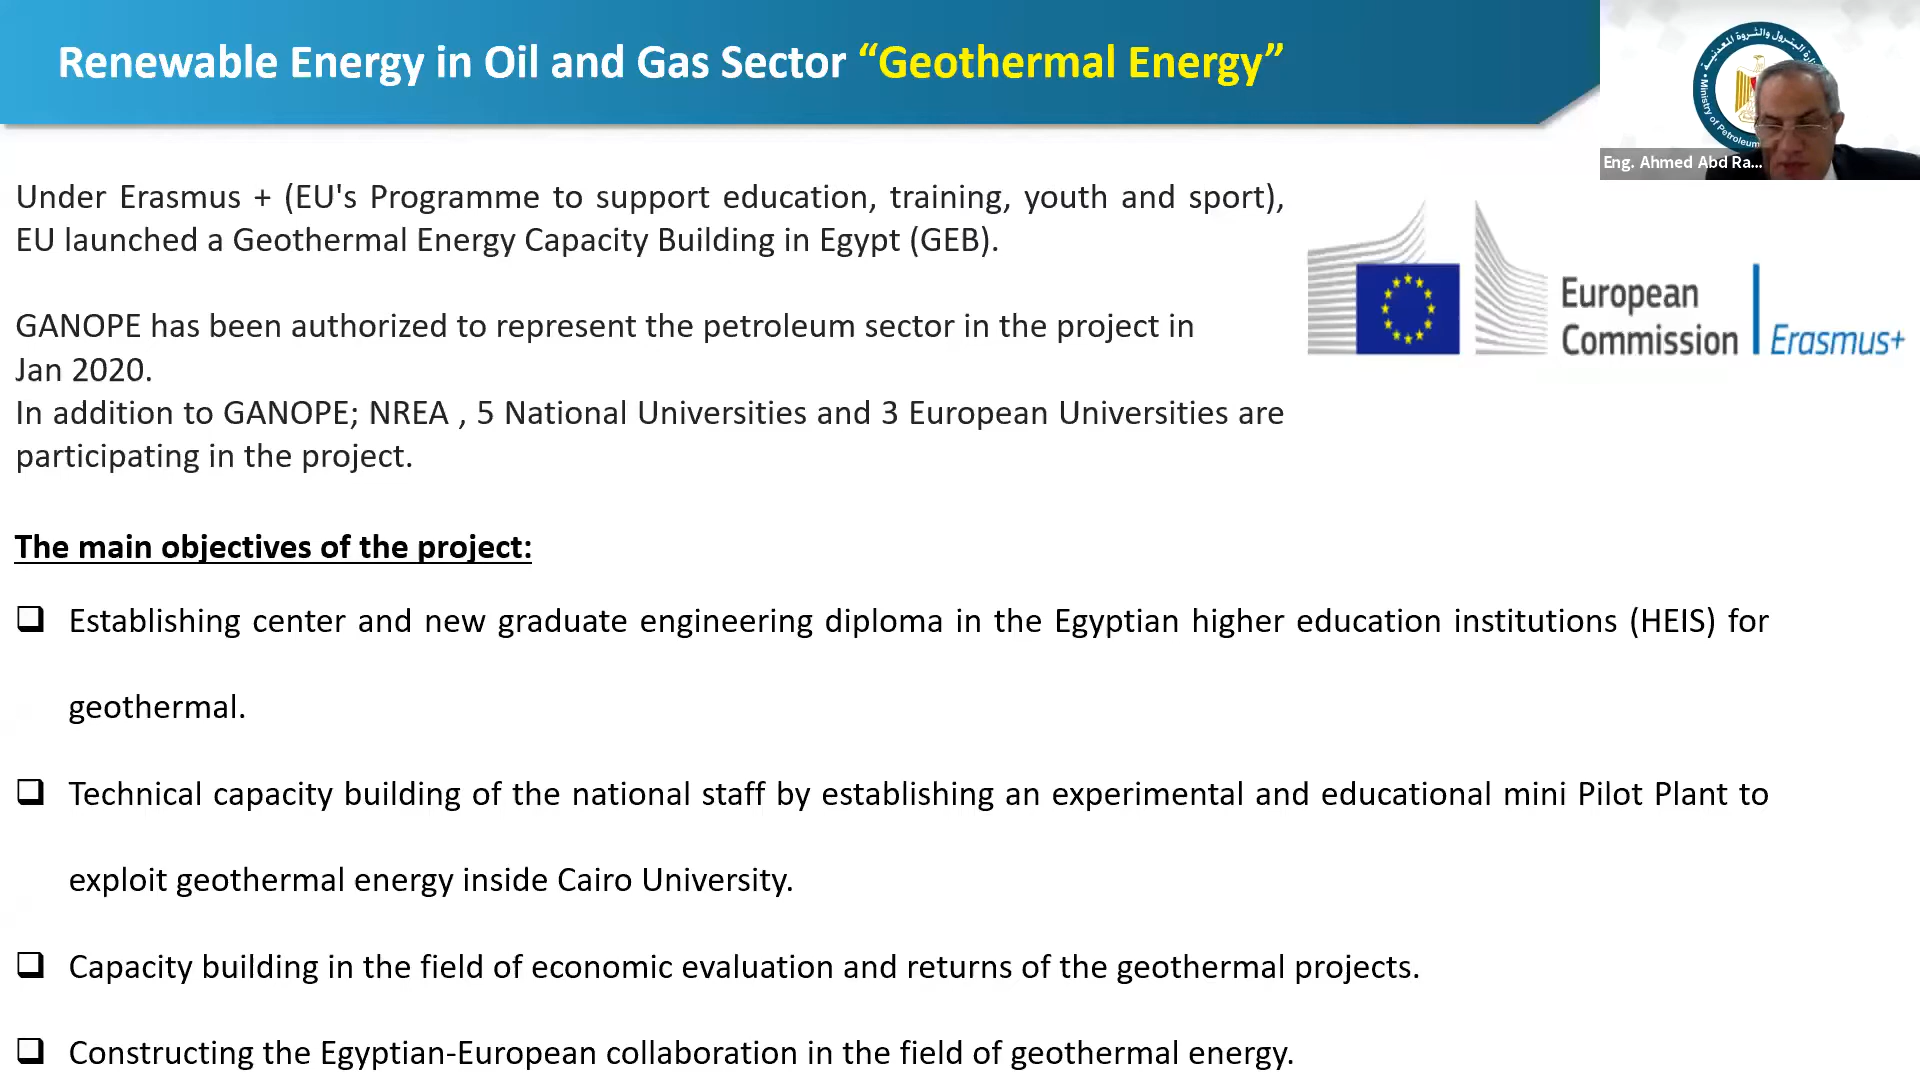 Renewable Energy in Oil and Gas Sector “Geothermal Energy”
وزارة البترول والثروة المعدنية
Ministry of Petroleum
Eng. Ahmed Abd Ra...
Under Erasmus + (EU's Programme to support education, training, youth and sport),
EU launched a Geothermal Energy Capacity Building in Egypt (GEB).
European
Commission
Erasmus+
GANOPE has been authorized to represent the petroleum sector in the project in
Jan 2020.
In addition to GANOPE; NREA , 5 National Universities and 3 European Universities are
participating in the project.
The main objectives of the project:
❑ Establishing center and new graduate engineering diploma in the Egyptian higher education institutions (HEIS) for
geothermal.
❑ Technical capacity building of the national staff by establishing an experimental and educational mini Pilot Plant to
exploit geothermal energy inside Cairo University.
❑ Capacity building in the field of economic evaluation and returns of the geothermal projects.
❑ Constructing the Egyptian-European collaboration in the field of geothermal energy.